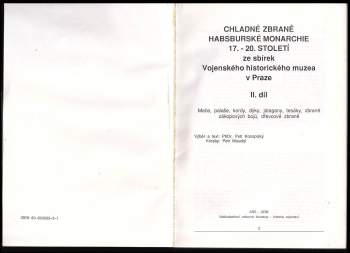 CHLADNÉ ZBRANĚ
HABSBURSKÉ MONARCHIE
17. - 20. STOLETÍ
ze sbírek
Vojenského historického muzea
v Praze
II. díl
Meče, palaše, kordy, dýky, jatagany, tesáky, zbraně
zákopových bojů, dřevcové zbraně
Výběr a text: PhDr. Petr
Kresby: Petr Moudrý